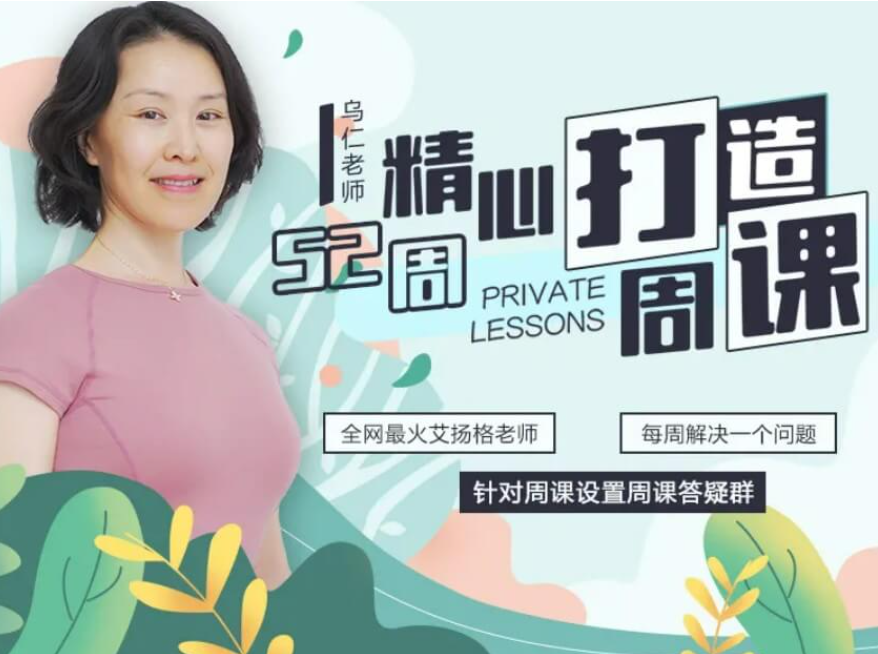 乌仁老师
精心打造
52周
PRIVATE
LESSONS
周课
全网最火艾扬格老师
每周解决一个问题
针对周课设置周课答疑群